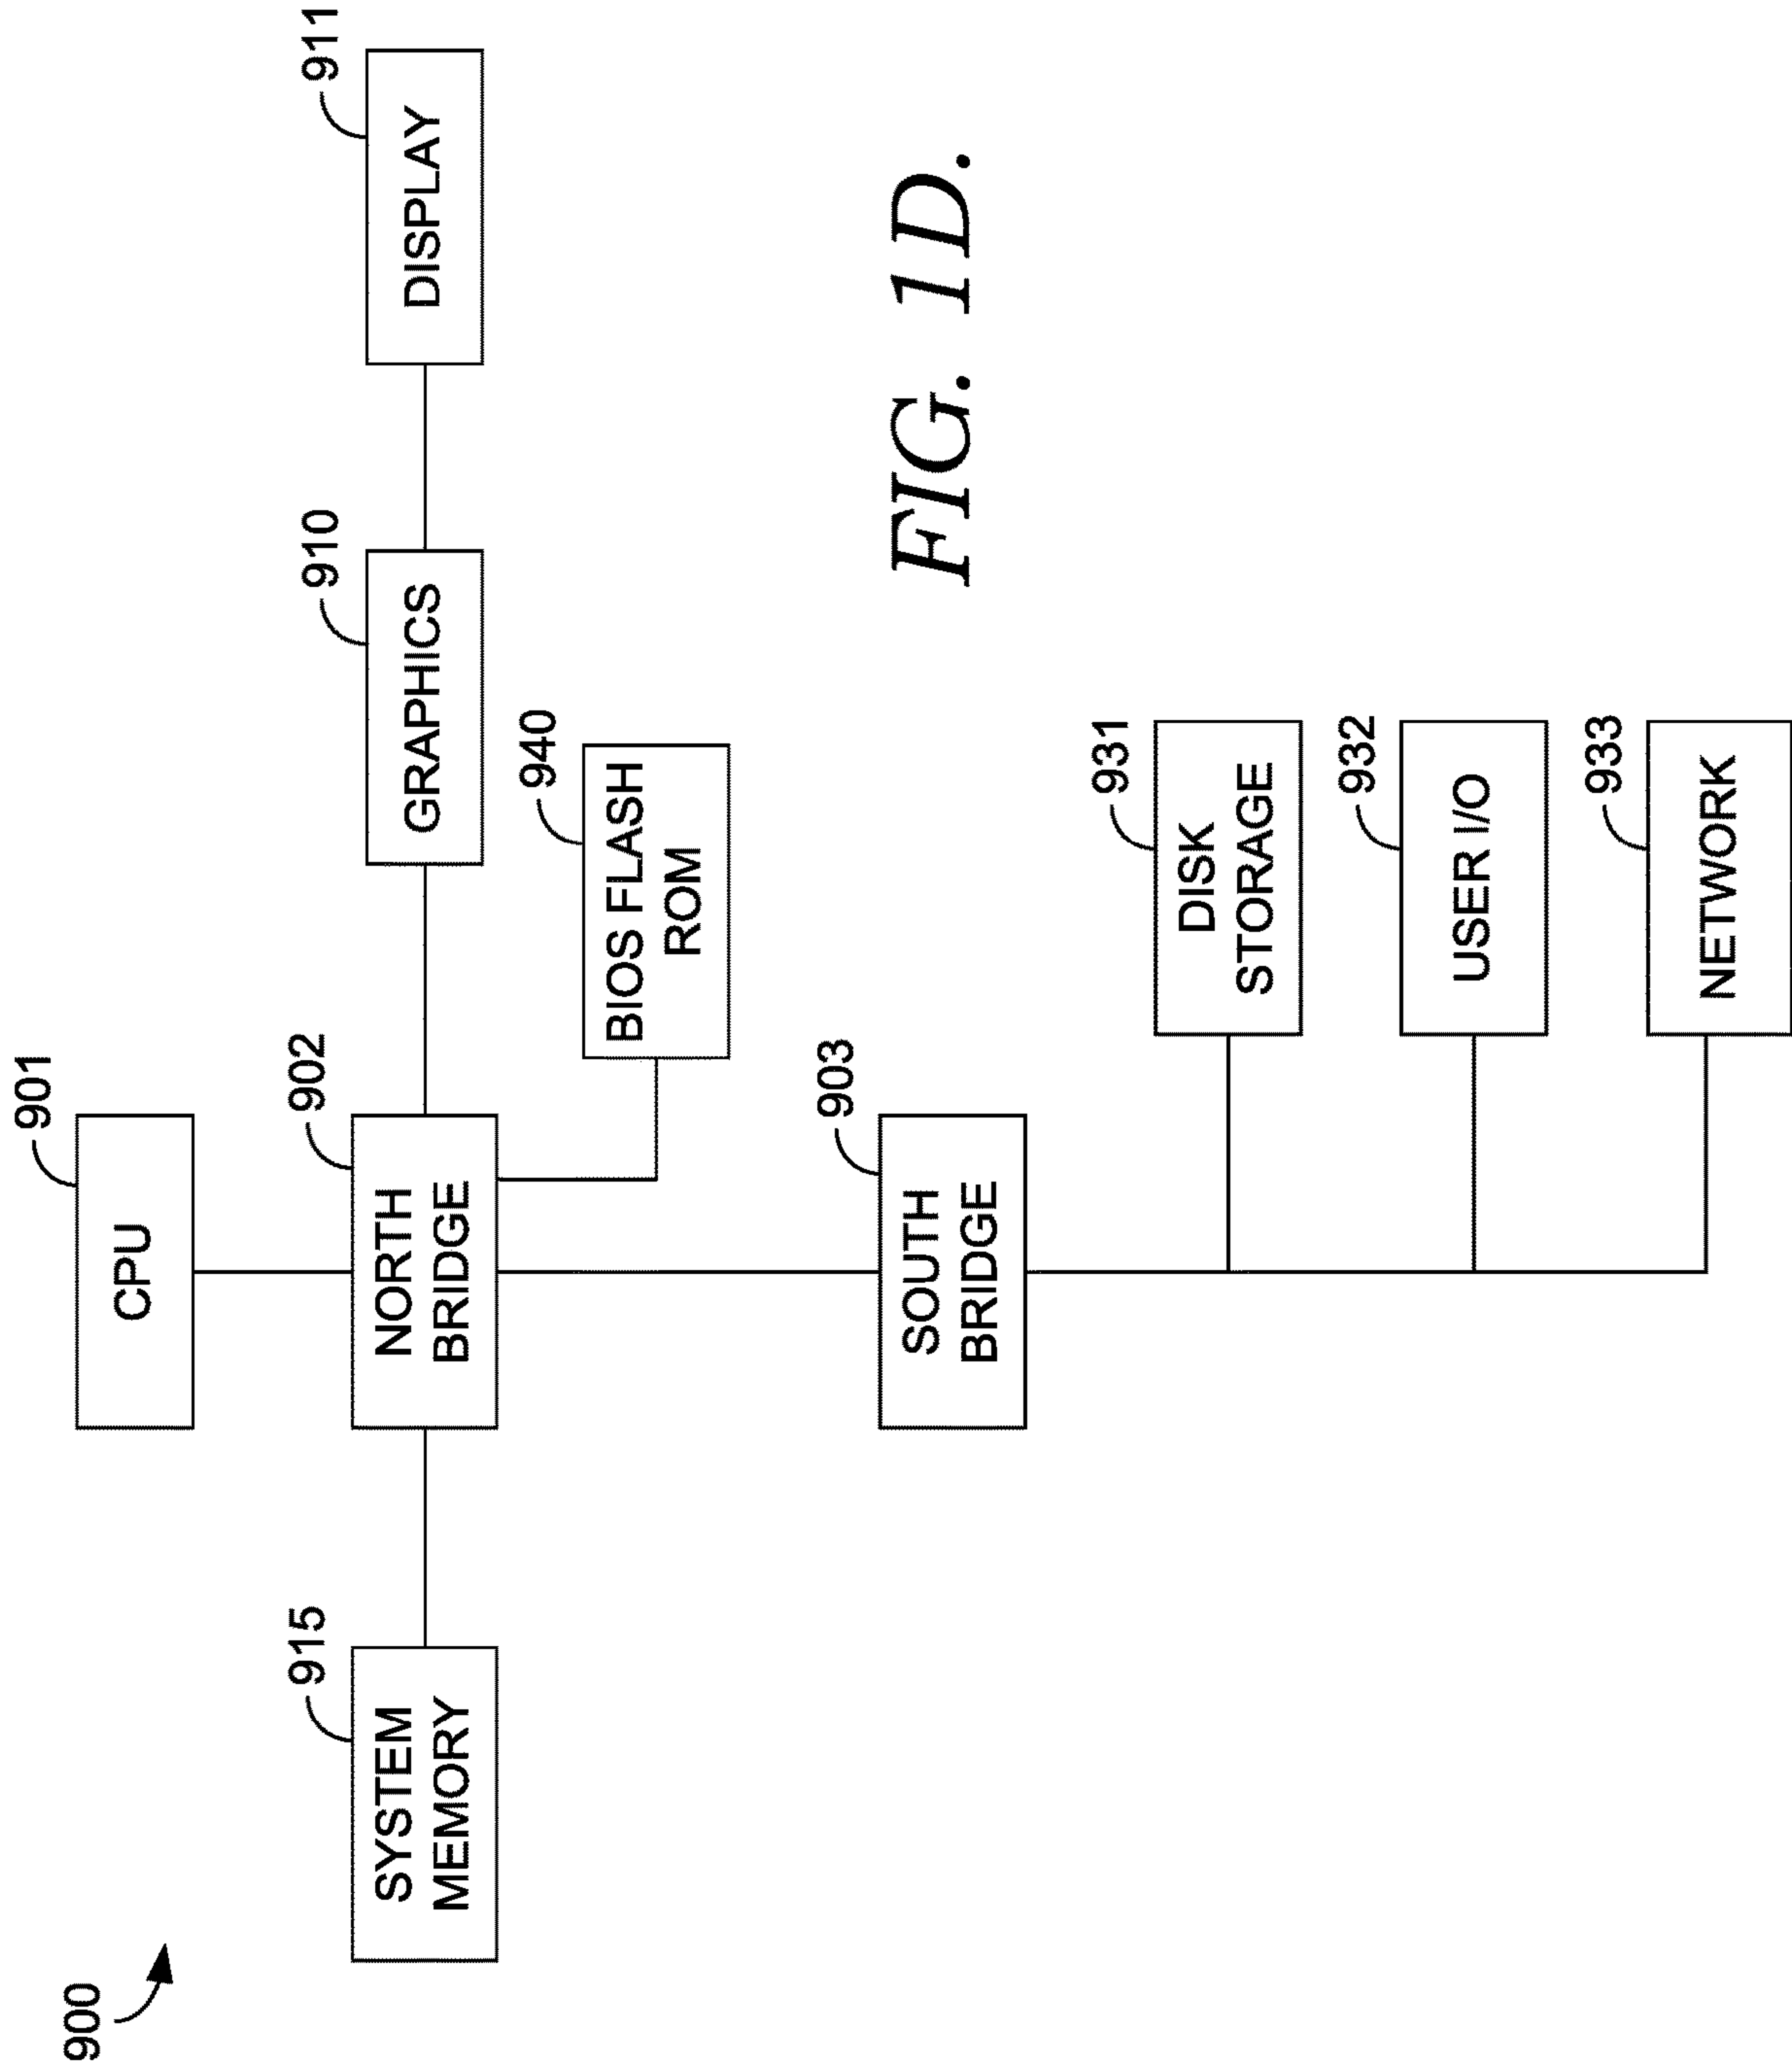 900
901
CPU
915
SYSTEM
MEMORY
902
NORTH
BRIDGE
910
GRAPHICS
911
DISPLAY
940
BIOS FLASH
ROM
903
SOUTH
BRIDGE
931
DISK
STORAGE
932
USER I/O
933
NETWORK
FIG. 1D.